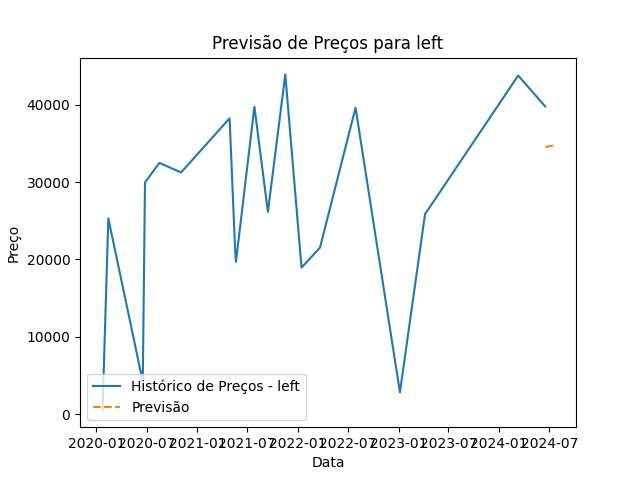 Previsão de Preços para left
Preço
40000
30000
20000
10000
0
Histórico de Preços - left
Previsão
2020-01 2020-07 2021-01 2021-07 2022-01 2022-07 2023-01 2023-07 2024-01 2024-07
Data